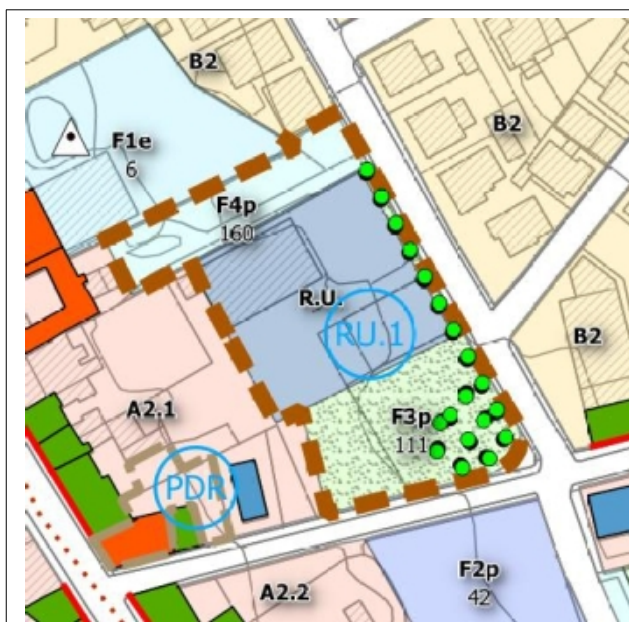 B2
F1e
6
B2
F4p
160
R.U.
RU.1
B2
A2.1
F3p
111
PDR
A2.2
F2p
42